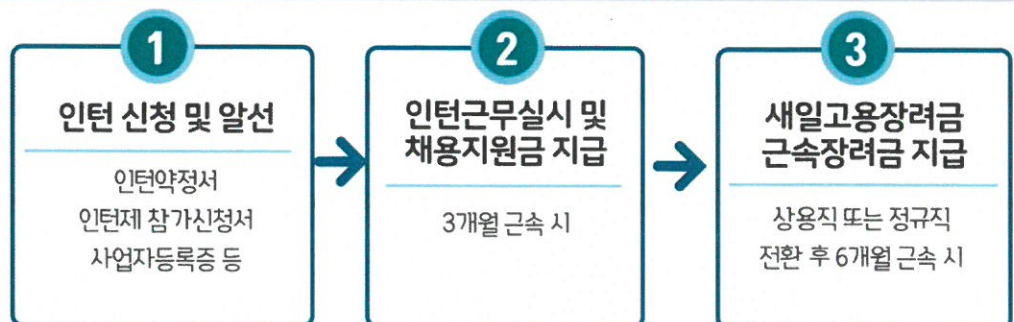 1
인턴 신청 및 알선
인턴약정서
인턴제 참가신청서
사업자등록증 등
2
인턴근무실시 및
채용지원금 지급
3개월 근속 시
3
새일고용장려금
근속장려금 지급
상용직 또는 정규직
전환 후 6개월 근속 시